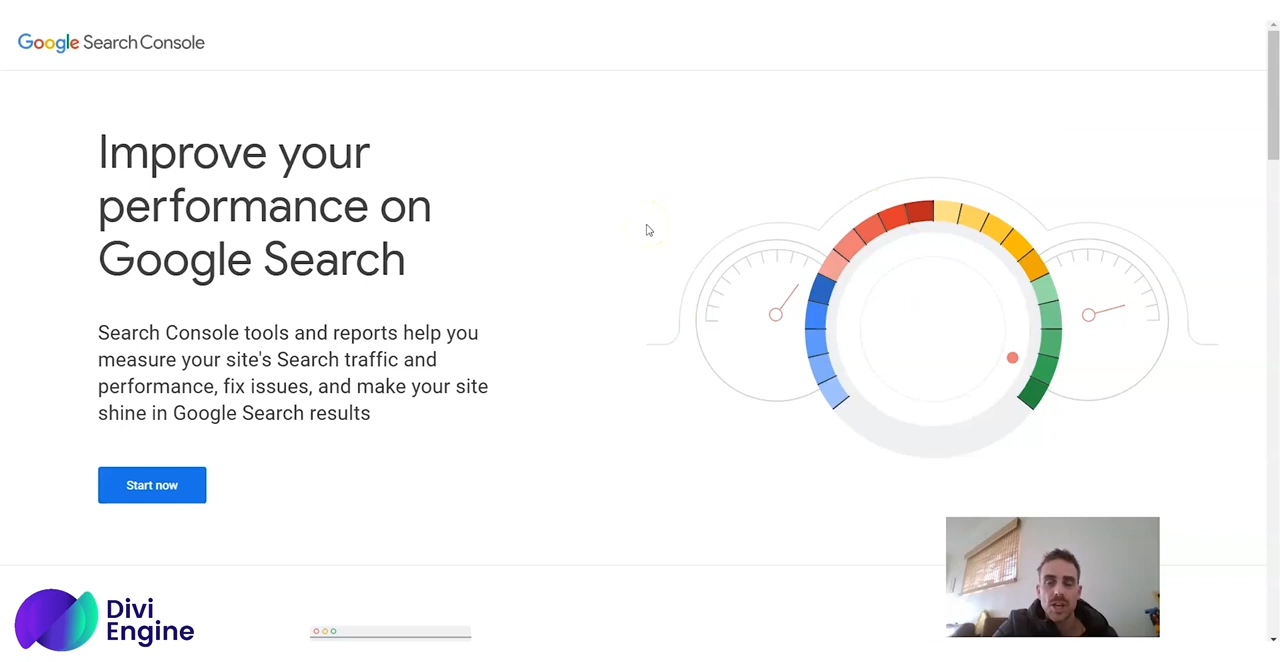 Google Search Console
Improve your
performance on
Google Search
Search Console tools and reports help you
measure your site's Search traffic and
performance, fix issues, and make your site
shine in Google Search results
Start now
Divi
Engine